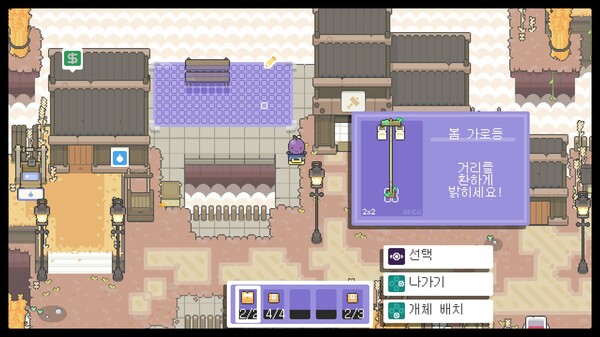 $
봄 가로등
거리를
환하게
밝히세요!
2x2
DECO
선택
나가기
개체 배치
2/2
4/4
2/3